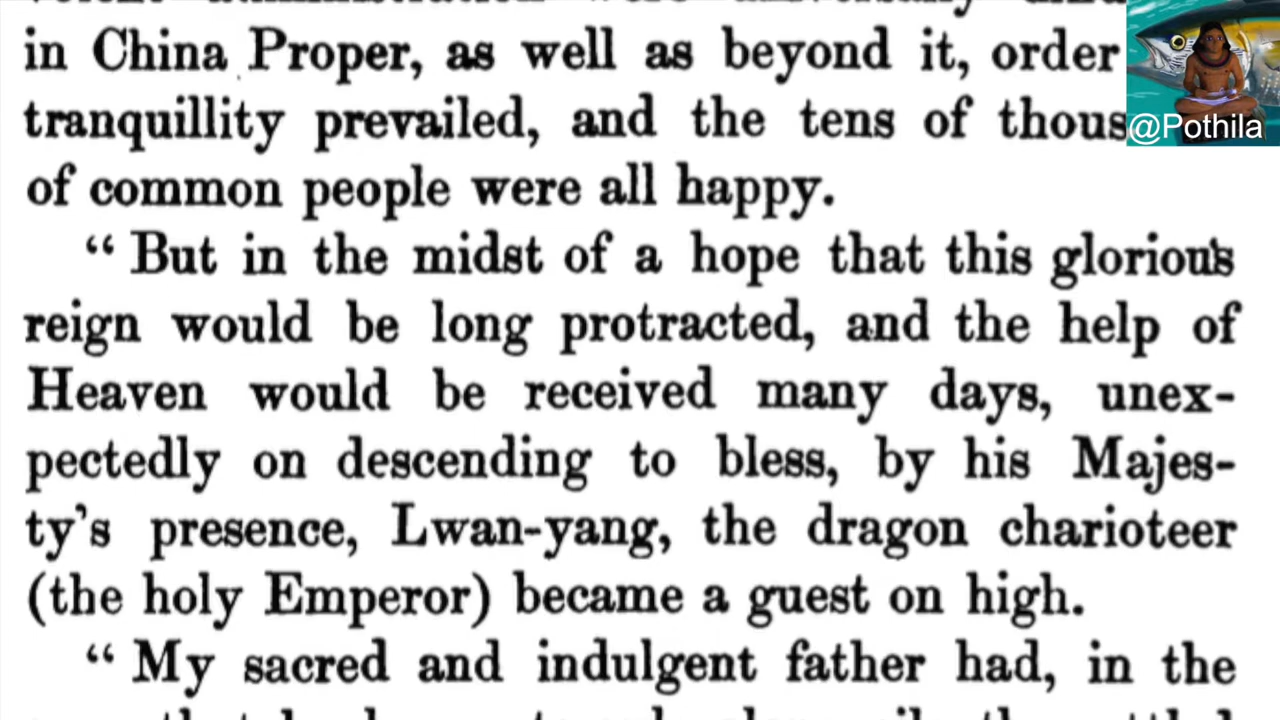 in China Proper, as well as beyond it, order
tranquillity prevailed, and the tens of
of common people were all happy.
“ But in the midst of a hope that this glorious
reign would be long protracted, and the help of
Heaven would be received many days, unex-
pectedly on descending to bless, by his Majes-
ty’s presence, Lwan-yang, the dragon charioteer
(the holy Emperor) became a guest on high.
“ My sacred and indulgent father had, in the
@Pothila